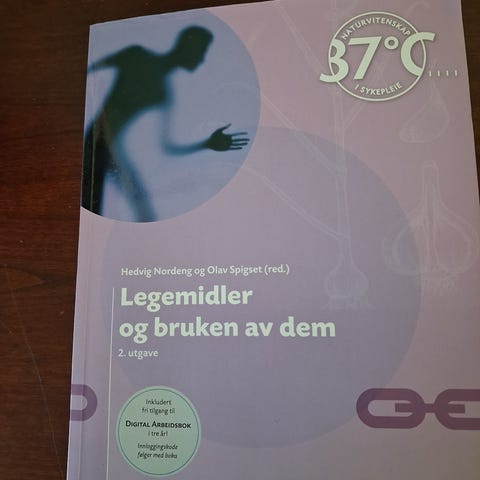 NATURVITENSKAP
37°C
I SYKEPLEIE
Hedvig Nordeng og Olav Spigset (red.)
Legemidler
og bruken av dem
2. utgave
Inkludert
fri tilgang til
DIGITAL ARBEIDSBOK
i tre år!
Innloggingskode
følger med boka